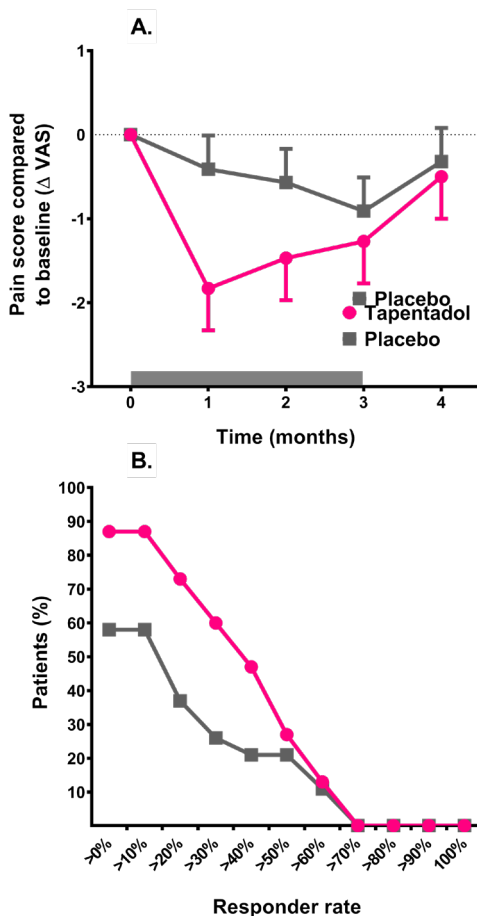 A.
Pain score compared
to baseline (Δ VAS)
1
0
-1
-2
-3
Placebo
Tapentadol
Placebo
0 1 2 3 4
Time (months)
B.
Patients (%)
100
90
80
70
60
50
40
30
20
10
>0% >10% >20% >30% >40% >50% >60% >70% >80% >90% 100%
Responder rate